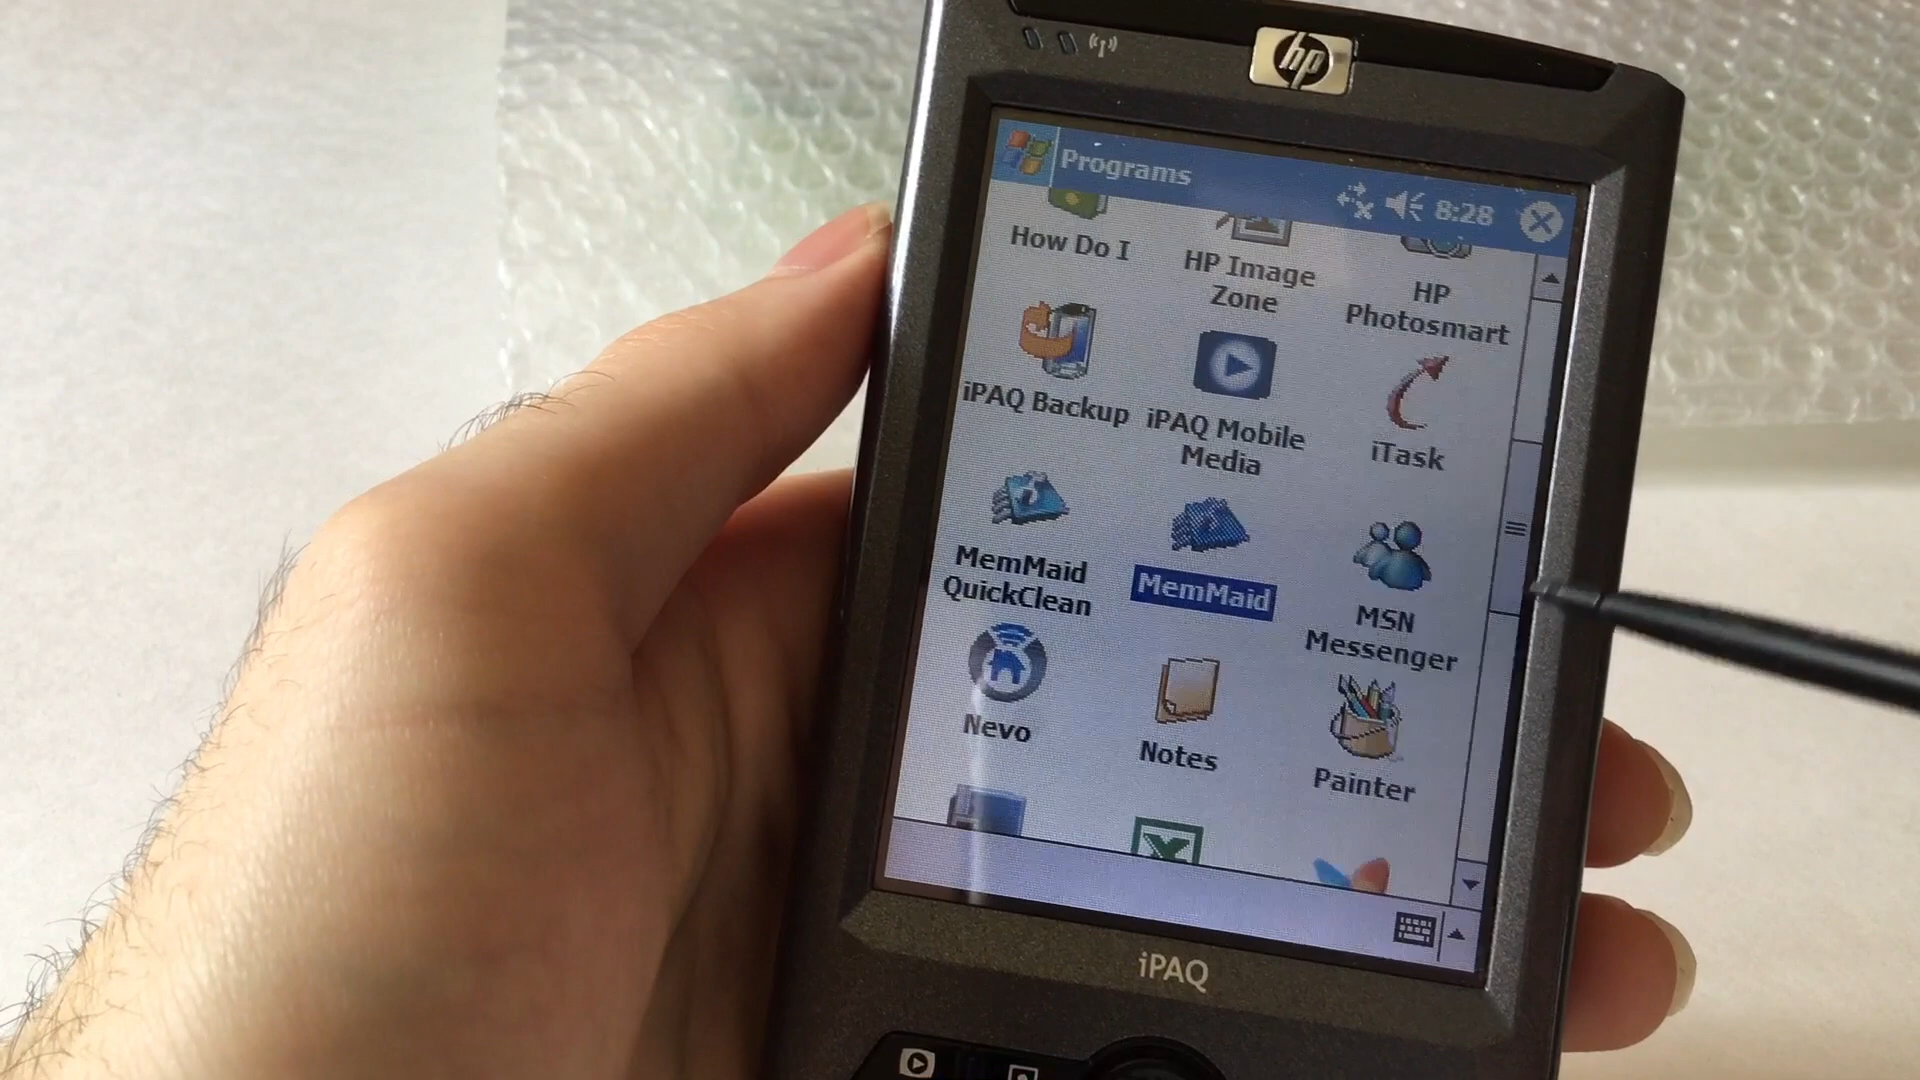 hp
Programs
8:28
How Do I
HP Image
Zone
HP
Photosmart
iPAQ Backup
iPAQ Mobile
Media
iTask
MemMaid
QuickClean
MemMaid
MSN
Messenger
Nevo
Notes
Painter
iPAQ